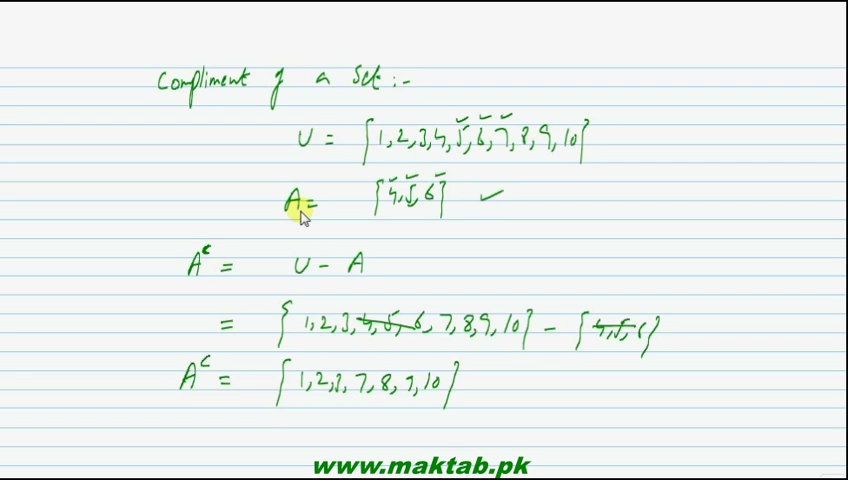 Compliment of a Set :-
U = {1,2,3,4,5,6,7,8,9,10}
A = {4,5,6}
Aᶜ = U - A
= {1,2,3,4,5,6,7,8,9,10} - {4,5,6}
Aᶜ = {1,2,3,7,8,9,10}
www.maktab.pk